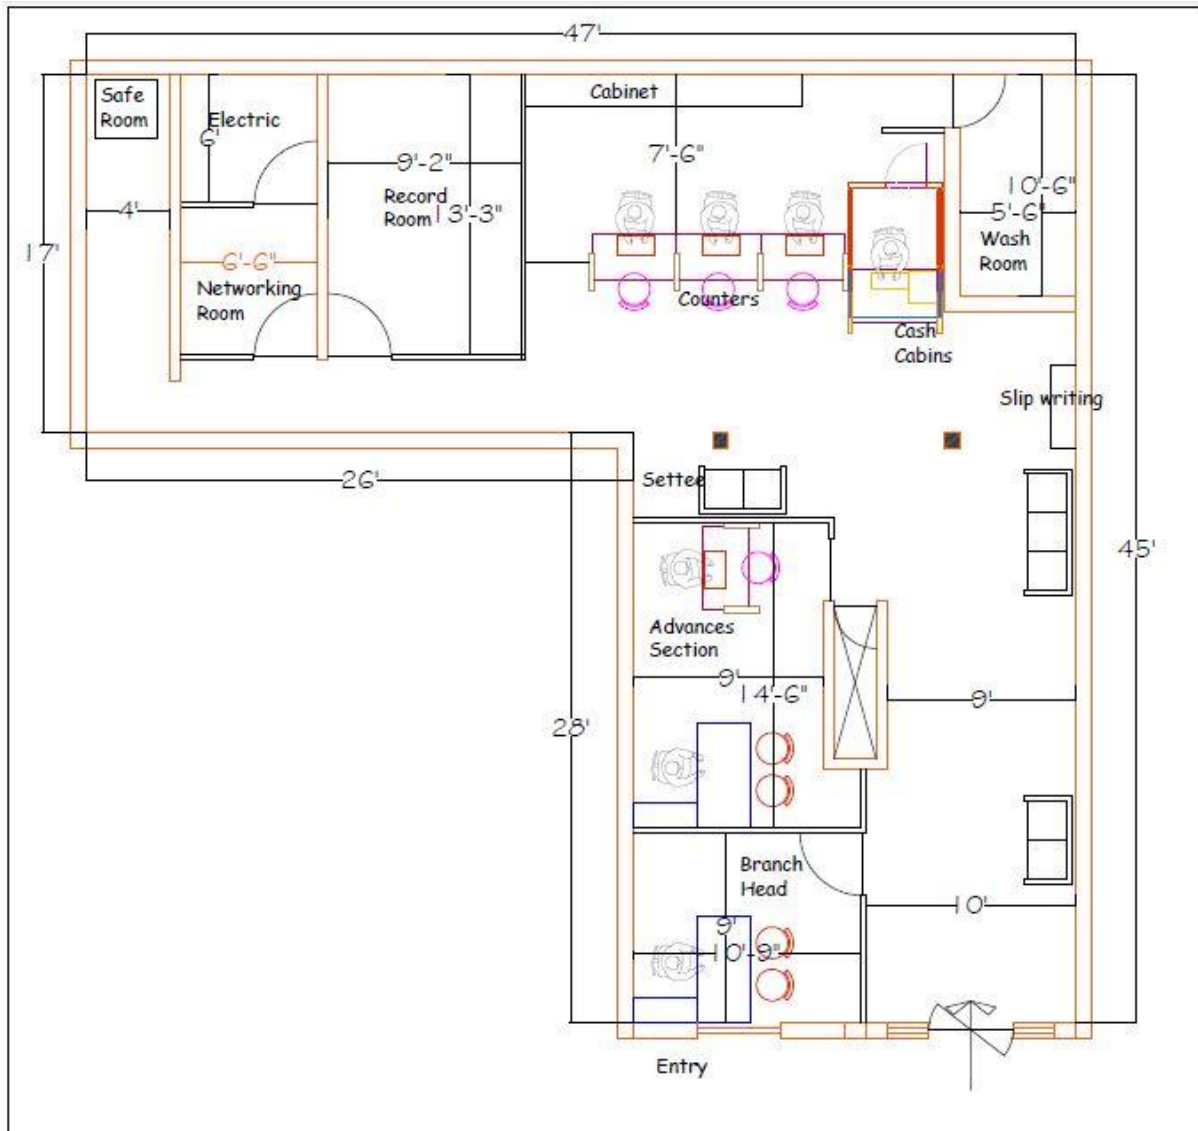 47'
Safe
Room
Electric
6'
Cabinet
7'-6"
9'-2"
Record
Room
13'-3"
10'-6"
5'-6"
Wash
Room
4'
17'
6'-6"
Networking
Room
Counters
Cash
Cabins
Slip writing
26'
Settee
45'
Advances
Section
9'
14'-6"
9'
28'
Branch
Head
10'
9'
10'-9"
Entry